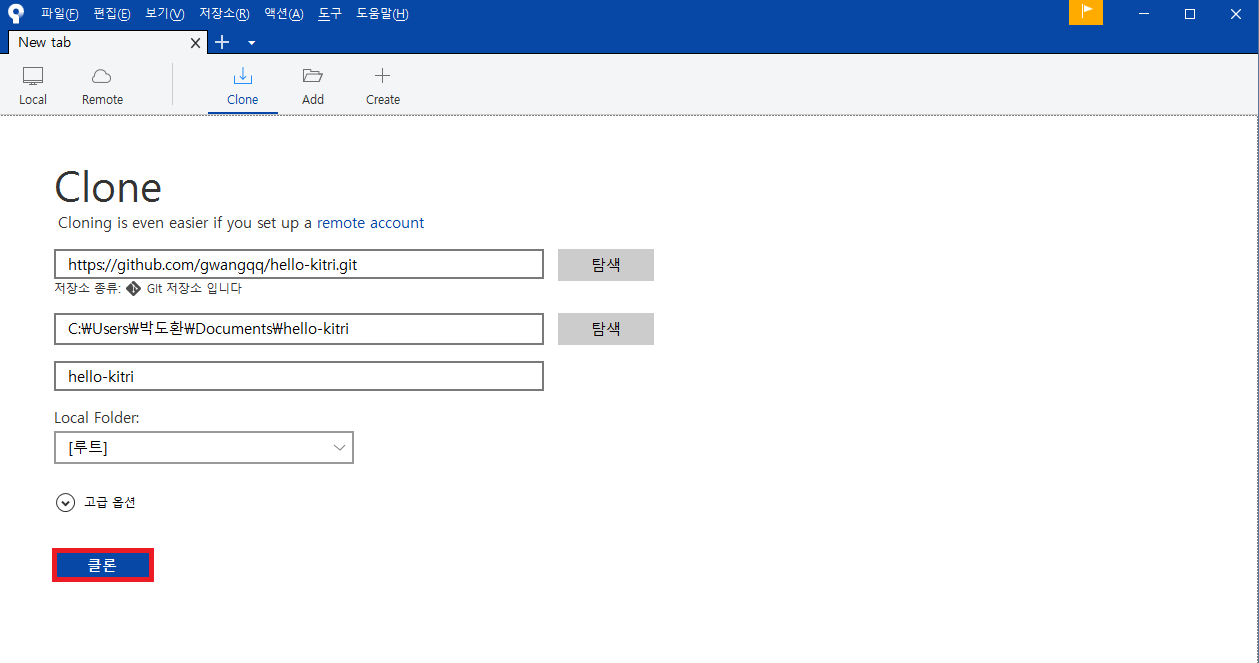 파일(F) 편집(E) 보기(V) 저장소(R) 액션(A) 도구 도움말(H)
New tab
Local Remote Clone Add Create
Clone
Cloning is even easier if you set up a remote account
https://github.com/gwangqq/hello-kitri.git 탐색
저장소 종류: Git 저장소 입니다
C:₩Users₩박도환₩Documents₩hello-kitri 탐색
hello-kitri
Local Folder:
[루트]
고급 옵션
클론